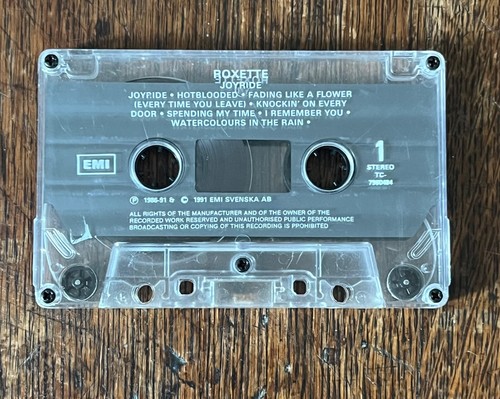 ROXETTE
JOYRIDE
JOYRIDE • HOTBLOODED • FADING LIKE A FLOWER
(EVERY TIME YOU LEAVE) • KNOCKIN' ON EVERY
DOOR • SPENDING MY TIME • I REMEMBER YOU •
WATERCOLOURS IN THE RAIN •
EMI
1
STEREO
TC-
7960484
Ⓟ 1986-91 & © 1991 EMI SVENSKA AB
ALL RIGHTS OF THE MANUFACTURER AND OF THE OWNER OF THE
RECORDED WORK RESERVED AND UNAUTHORISED PUBLIC PERFORMANCE
BROADCASTING OR COPYING OF THIS RECORDING IS PROHIBITED